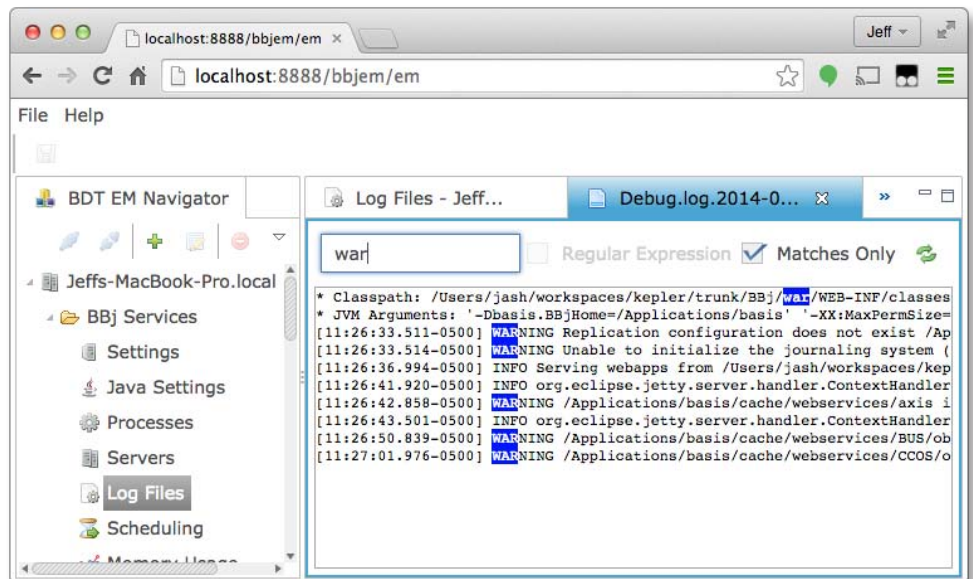 localhost:8888/bbjem/em
Jeff
localhost:8888/bbjem/em
File Help
BDT EM Navigator
Jeffs-MacBook-Pro.local
BBj Services
Settings
Java Settings
Processes
Servers
Log Files
Scheduling
Memory Usage
Log Files - Jeff...
Debug.log.2014-0...
war
Regular Expression
Matches Only
* Classpath: /Users/jash/workspaces/kepler/trunk/BBj/war/WEB-INF/classes
* JVM Arguments: '-Dbasis.BBjHome=/Applications/basis' '-XX:MaxPermSize=
[11:26:33.511-0500] WARNING Replication configuration does not exist /Ap
[11:26:33.514-0500] WARNING Unable to initialize the journaling system (
[11:26:36.994-0500] INFO Serving webapps from /Users/jash/workspaces/kep
[11:26:41.920-0500] INFO org.eclipse.jetty.server.handler.ContextHandler
[11:26:42.858-0500] WARNING /Applications/basis/cache/webservices/axis i
[11:26:43.501-0500] INFO org.eclipse.jetty.server.handler.ContextHandler
[11:26:50.839-0500] WARNING /Applications/basis/cache/webservices/BUS/ob
[11:27:01.976-0500] WARNING /Applications/basis/cache/webservices/CCOS/o